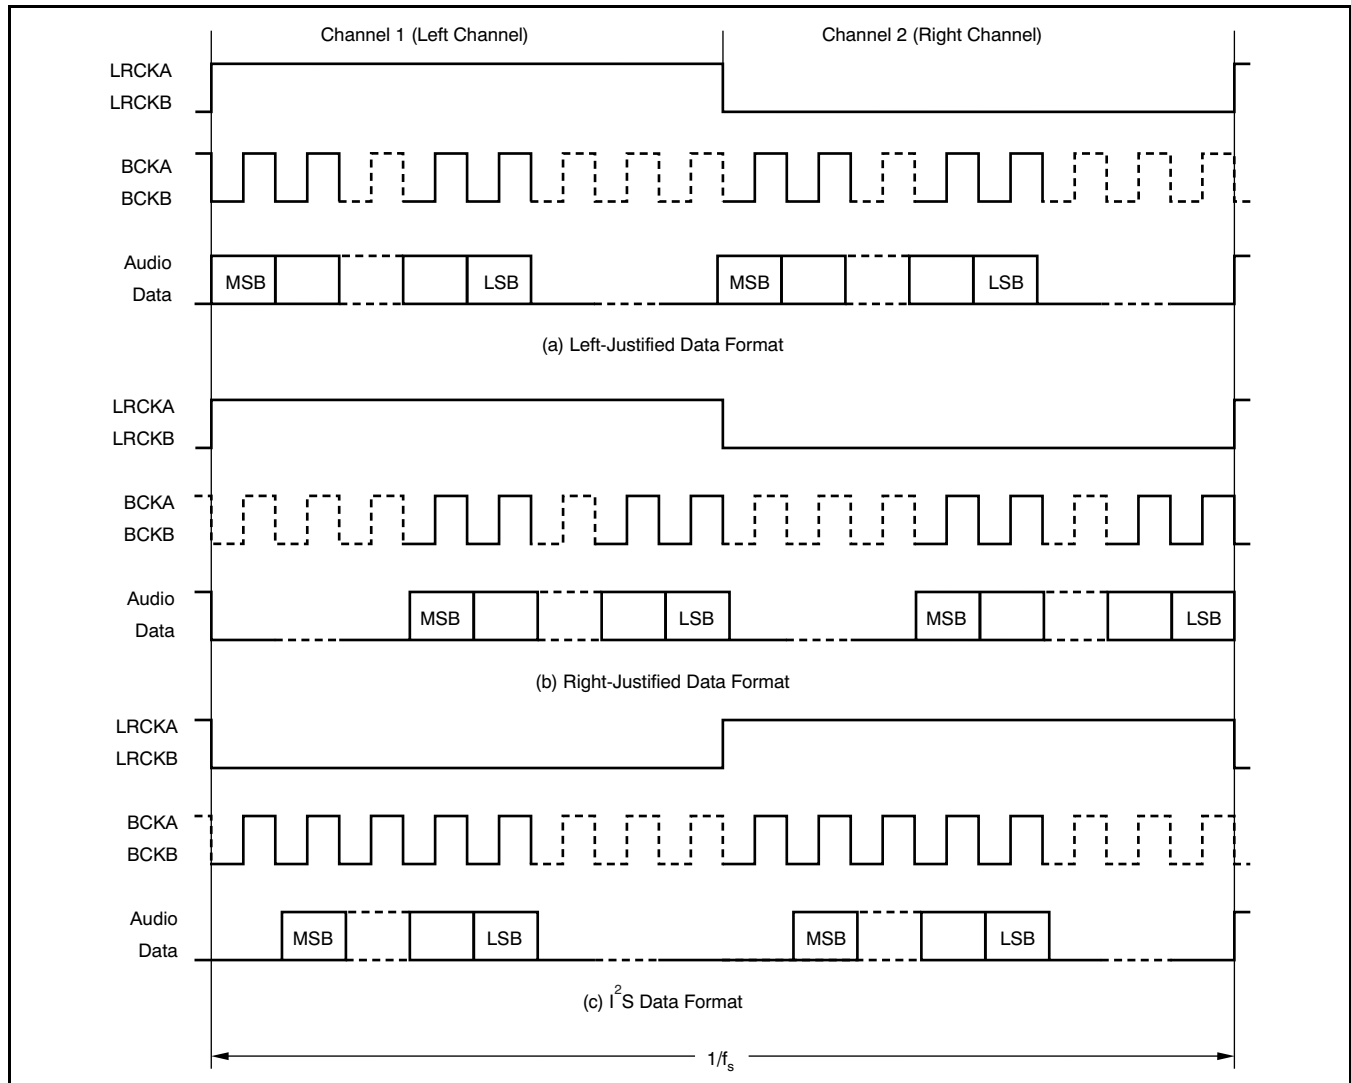 Channel 1 (Left Channel) Channel 2 (Right Channel)
LRCKA
LRCKB
BCKA
BCKB
Audio
Data
MSB LSB MSB LSB
(a) Left-Justified Data Format
LRCKA
LRCKB
BCKA
BCKB
Audio
Data
MSB LSB MSB LSB
(b) Right-Justified Data Format
LRCKA
LRCKB
BCKA
BCKB
Audio
Data
MSB LSB MSB LSB
(c) I²S Data Format
1/fₛ